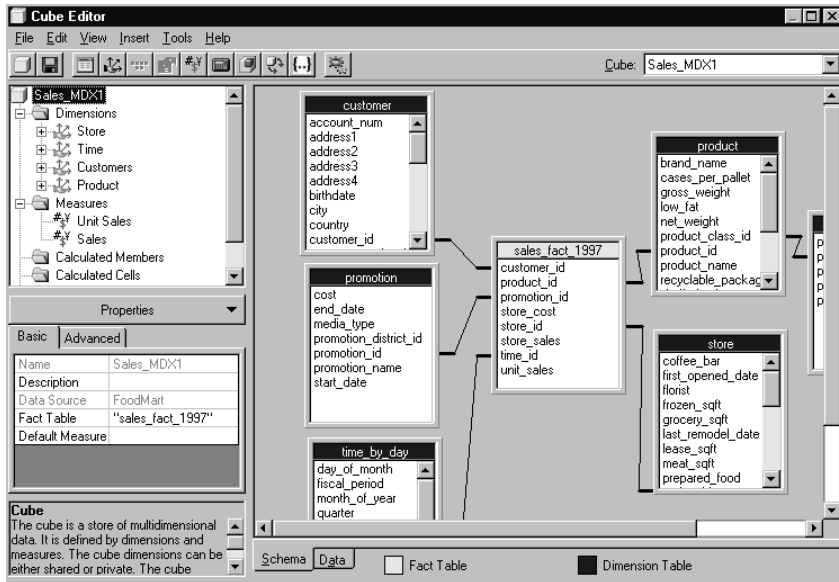 Cube Editor
File Edit View Insert Tools Help
Cube: Sales_MDX1
Sales_MDX1
Dimensions
Store
Time
Customers
Product
Measures
Unit Sales
Sales
Calculated Members
Calculated Cells
Properties
Basic Advanced
Name Sales_MDX1
Description
Data Source FoodMart
Fact Table "sales_fact_1997"
Default Measure
Cube
The cube is a store of multidimensional
data. It is defined by dimensions and
measures. The cube dimensions can be
either shared or private. The cube
customer
account_num
address1
address2
address3
address4
birthdate
city
country
customer_id
promotion
cost
end_date
media_type
promotion_district_id
promotion_id
promotion_name
start_date
time_by_day
day_of_month
fiscal_period
month_of_year
quarter
sales_fact_1997
customer_id
product_id
promotion_id
store_cost
store_id
store_sales
time_id
unit_sales
product
brand_name
cases_per_pallet
gross_weight
low_fat
net_weight
product_class_id
product_id
product_name
recyclable_packag
store
coffee_bar
first_opened_date
florist
frozen_sqft
grocery_sqft
last_remodel_date
lease_sqft
meat_sqft
prepared_food
Schema Data
Fact Table
Dimension Table